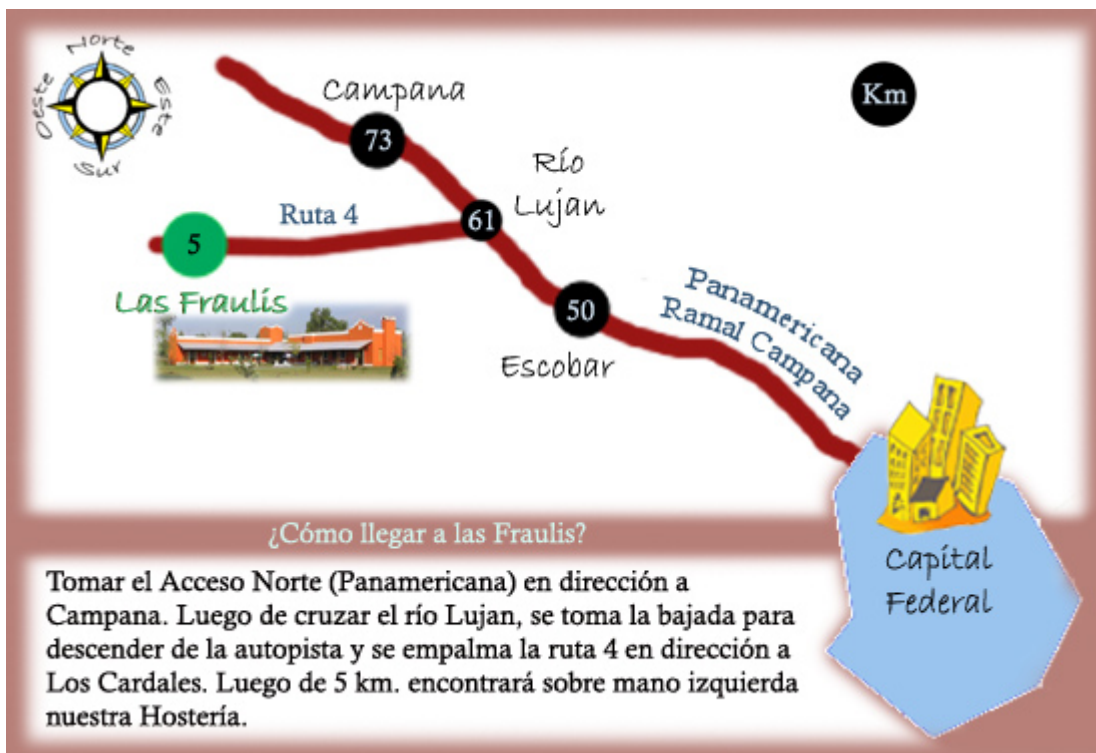 Norte
Oeste
Este
Sur
Campana
Km
73
Río
Lujan
Ruta 4
61
5
Las Fraulis
Panamericana
Ramal Campana
50
Escobar
Capital
Federal
¿Cómo llegar a las Fraulis?
Tomar el Acceso Norte (Panamericana) en dirección a
Campana. Luego de cruzar el río Lujan, se toma la bajada para
descender de la autopista y se empalma la ruta 4 en dirección a
Los Cardales. Luego de 5 km. encontrará sobre mano izquierda
nuestra Hostería.